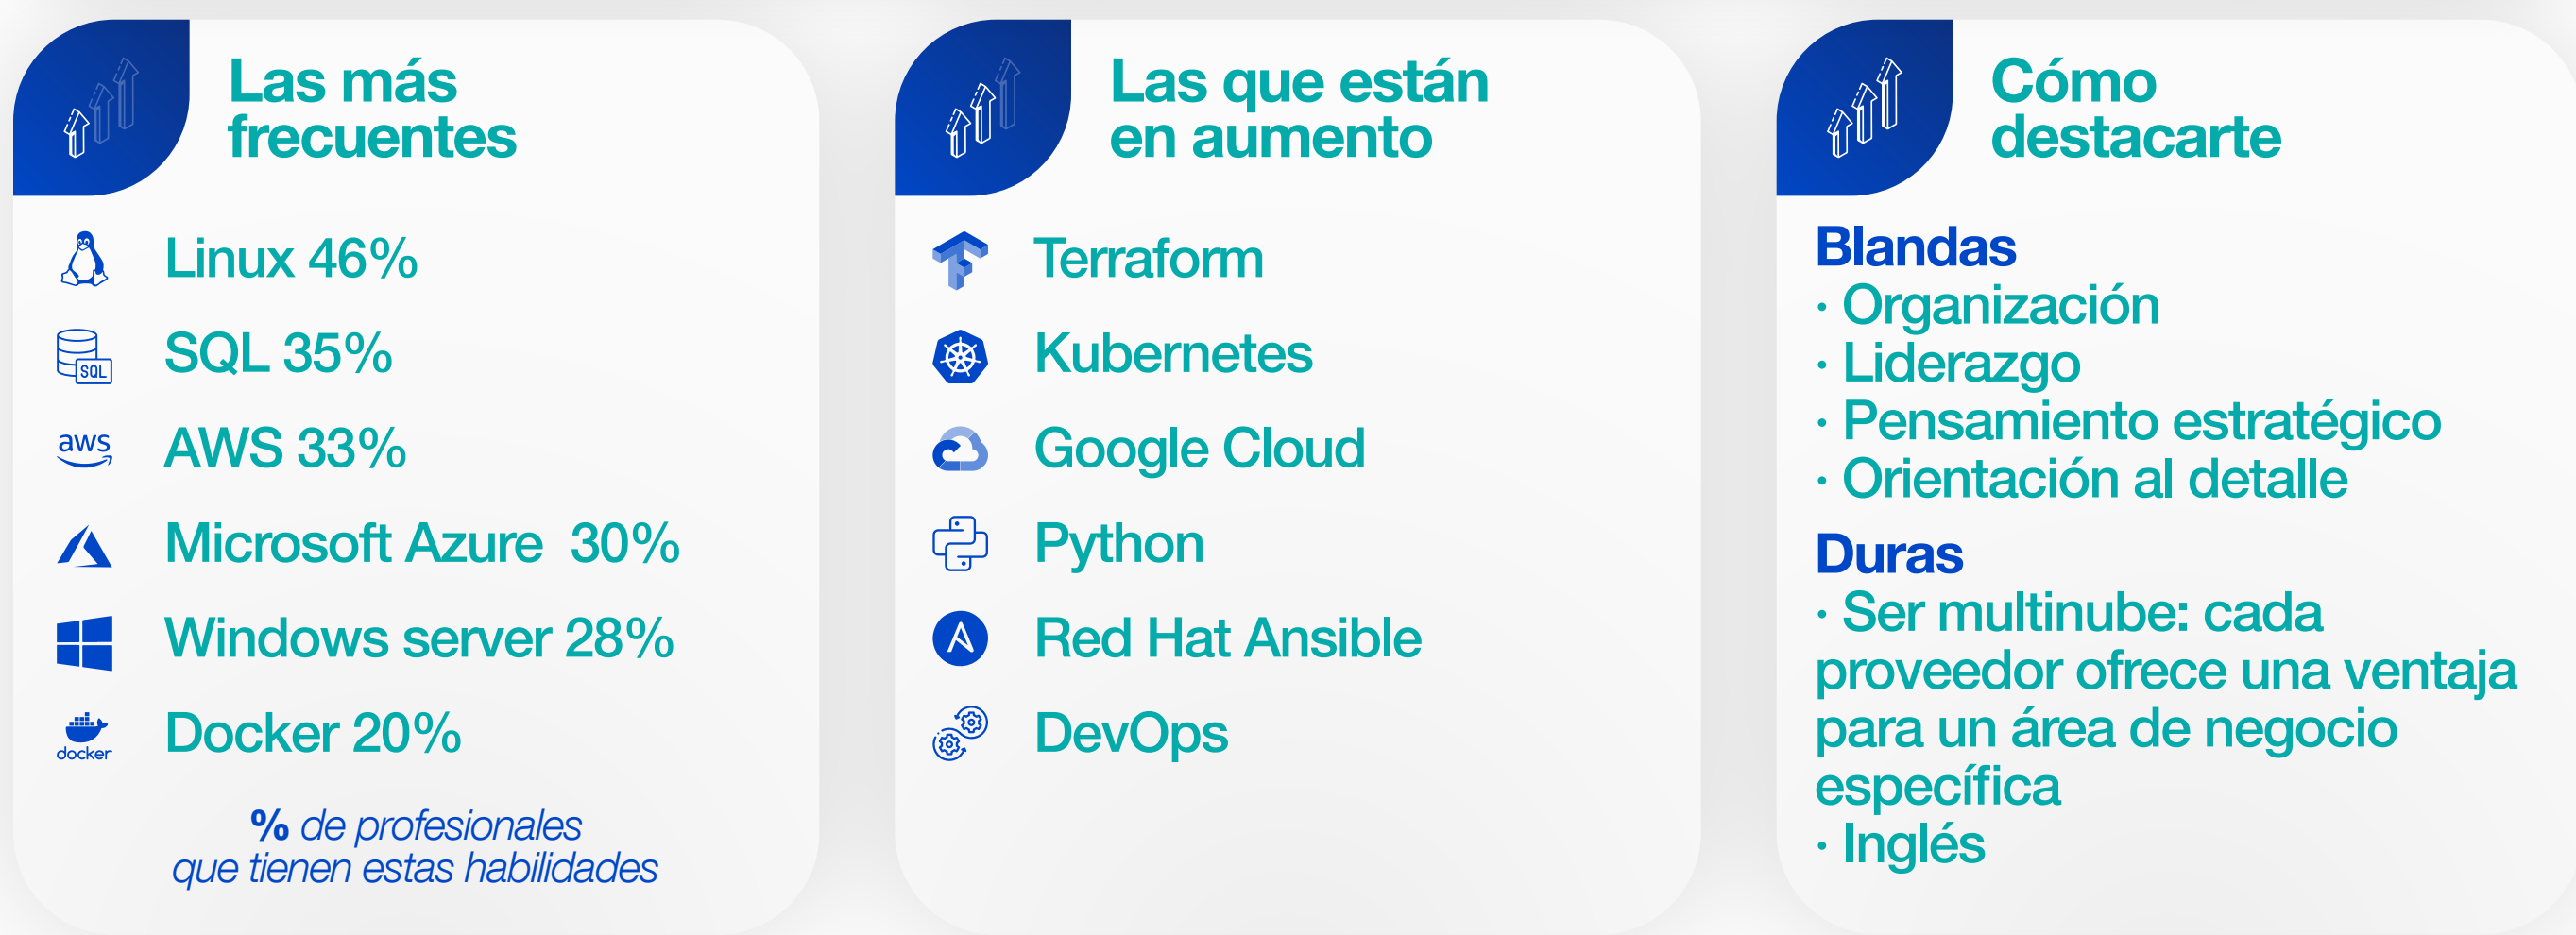 Las más
frecuentes
Linux 46%
SQL
SQL 35%
aws
AWS 33%
Microsoft Azure 30%
Windows server 28%
docker
Docker 20%
% de profesionales
que tienen estas habilidades
Las que están
en aumento
Terraform
Kubernetes
Google Cloud
Python
Red Hat Ansible
DevOps
Cómo
destacarte
Blandas
· Organización
· Liderazgo
· Pensamiento estratégico
· Orientación al detalle
Duras
· Ser multinube: cada
proveedor ofrece una ventaja
para un área de negocio
específica
· Inglés